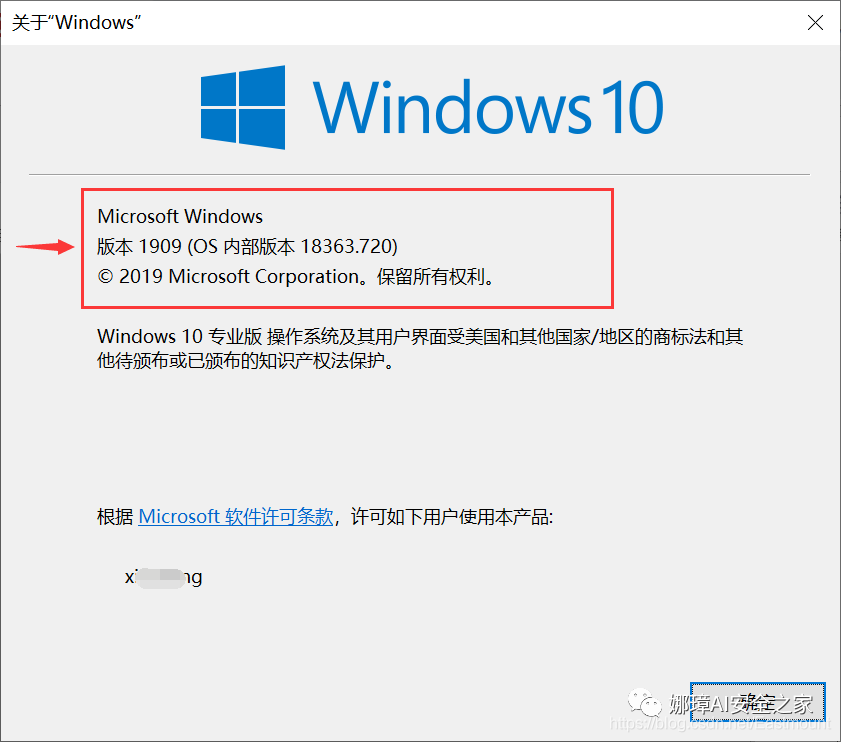 关于“Windows”
Windows 10
Microsoft Windows
版本 1909 (OS 内部版本 18363.720)
© 2019 Microsoft Corporation。保留所有权利。
Windows 10 专业版 操作系统及其用户界面受美国和其他国家/地区的商标法和其
他待颁布或已颁布的知识产权法保护。
根据 Microsoft 软件许可条款，许可如下用户使用本产品:
确定
娜璋AI安全之家
https://blog.csdn.net/Eastmount